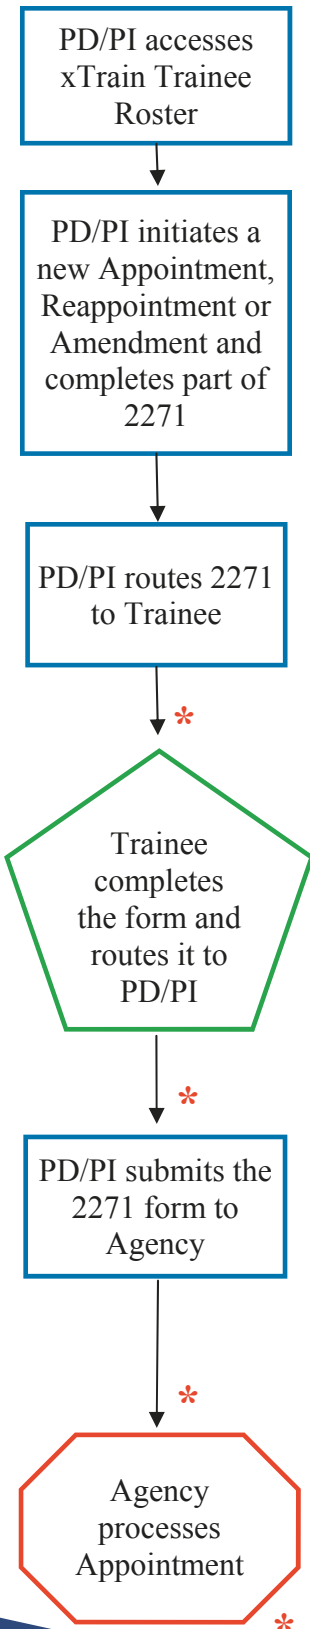 PD/PI accesses
xTrain Trainee
Roster
PD/PI initiates a
new Appointment,
Reappointment or
Amendment and
completes part of
2271
PD/PI routes 2271
to Trainee
*
Trainee
completes
the form and
routes it to
PD/PI
*
PD/PI submits the
2271 form to
Agency
*
Agency
processes
Appointment
*